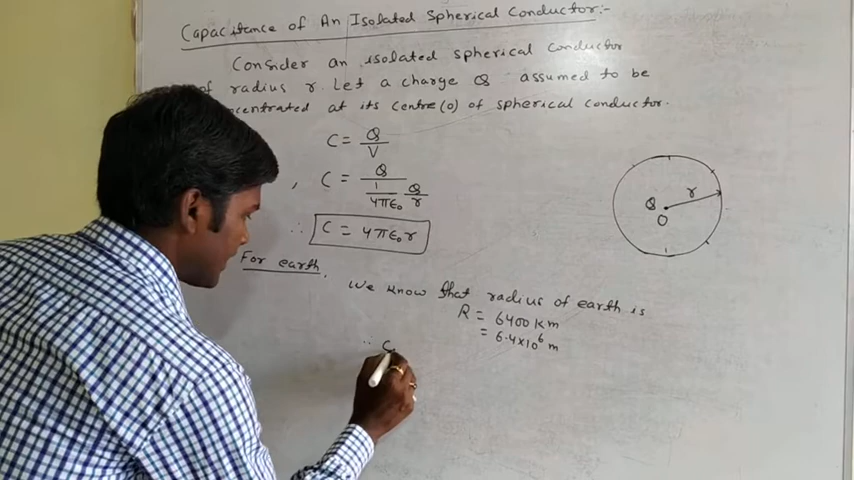 Capacitance of An Isolated Spherical Conductor:-
Consider an isolated spherical conductor
of radius r. Let a charge Q assumed to be
centrated at its centre (O) of spherical conductor.
C = Q/V
, C = Q / (1/4πε₀ Q/r)
∴ C = 4πε₀r
r
Q
O
For earth,
We know that radius of earth is
R = 6400 Km
= 6.4×10⁶ m
∴ C